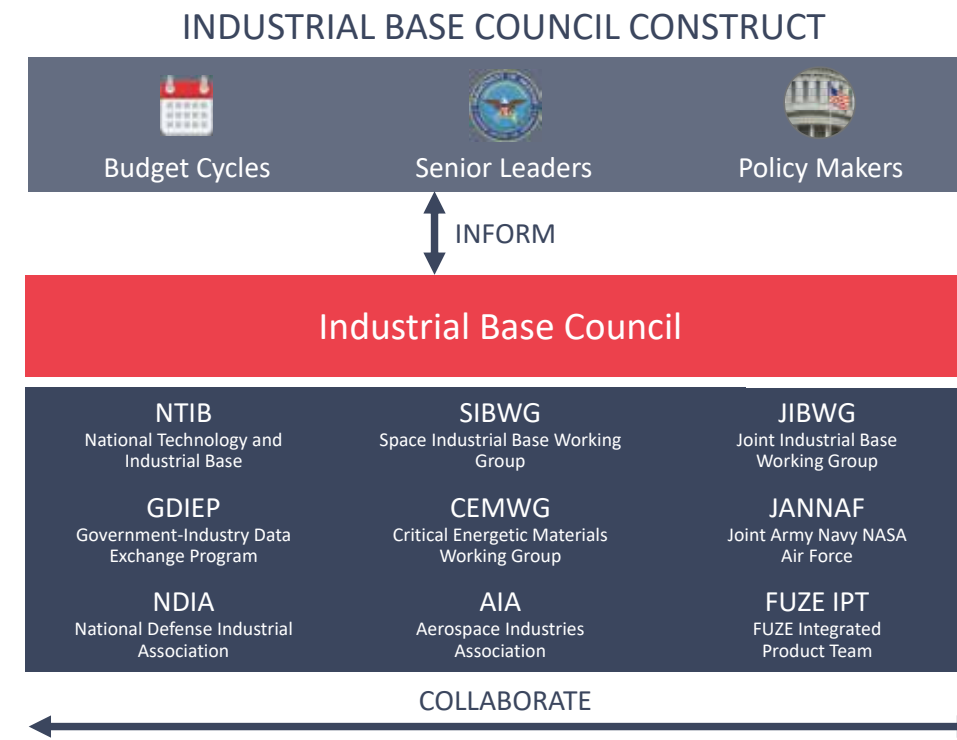 INDUSTRIAL BASE COUNCIL CONSTRUCT
Budget Cycles
Senior Leaders
Policy Makers
INFORM
Industrial Base Council
NTIB
National Technology and
Industrial Base
SIBWG
Space Industrial Base Working
Group
JIBWG
Joint Industrial Base
Working Group
GDIEP
Government-Industry Data
Exchange Program
CEMWG
Critical Energetic Materials
Working Group
JANNAF
Joint Army Navy NASA
Air Force
NDIA
National Defense Industrial
Association
AIA
Aerospace Industries
Association
FUZE IPT
FUZE Integrated
Product Team
COLLABORATE